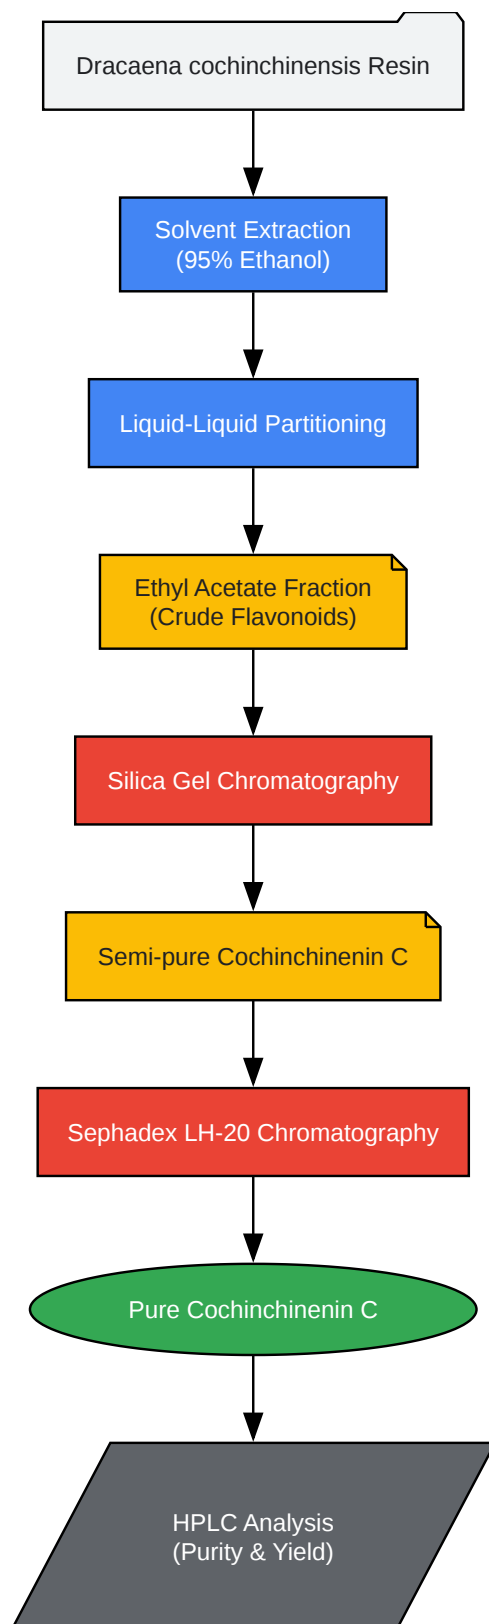 Dracaena cochinchinensis Resin
Solvent Extraction
(95% Ethanol)
Liquid-Liquid Partitioning
Ethyl Acetate Fraction
(Crude Flavonoids)
Silica Gel Chromatography
Semi-pure Cochinchinenin C
Sephadex LH-20 Chromatography
Pure Cochinchinenin C
HPLC Analysis
(Purity & Yield)